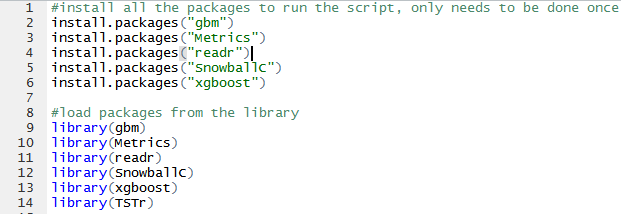 1 #install all the packages to run the script, only needs to be done once
2 install.packages("gbm")
3 install.packages("Metrics")
4 install.packages("readr")
5 install.packages("SnowballC")
6 install.packages("xgboost")
7
8 #load packages from the library
9 library(gbm)
10 library(Metrics)
11 library(readr)
12 library(SnowballC)
13 library(xgboost)
14 library(TSTr)